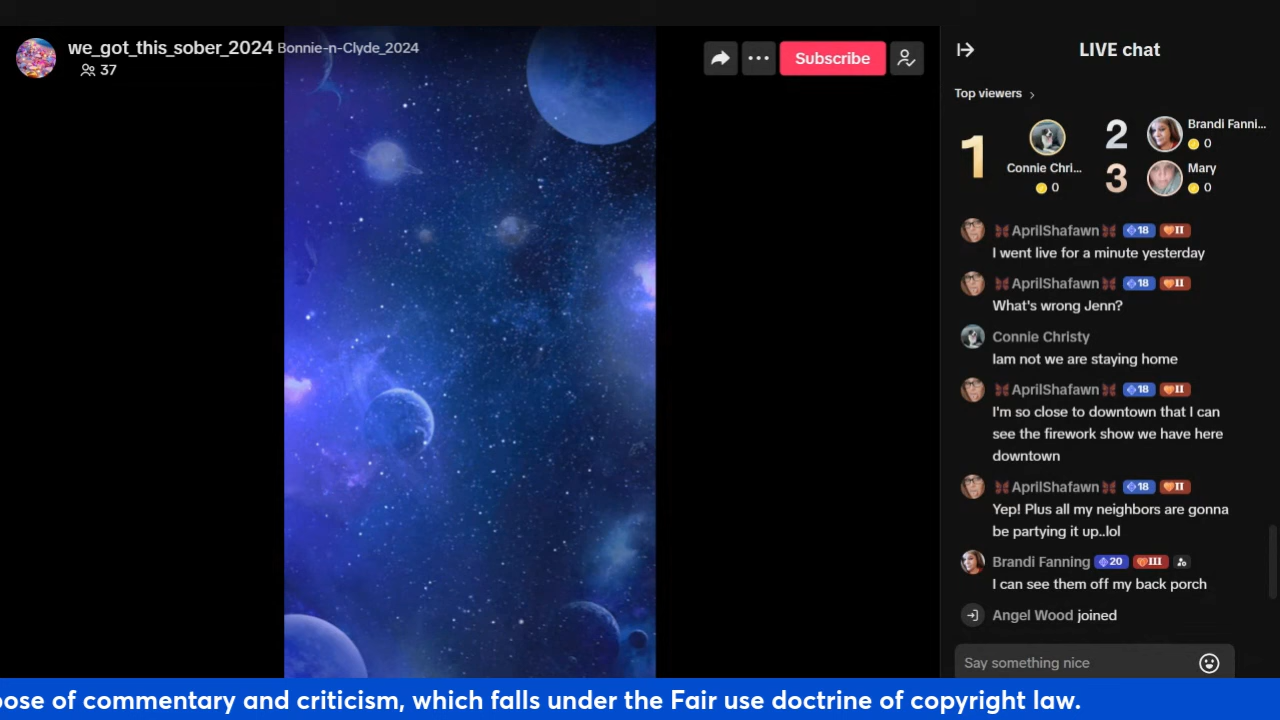 we_got_this_sober_2024 Bonnie-n-Clyde_2024
37
Subscribe
LIVE chat
Top viewers
1
Connie Chri...
0
2
Brandi Fanni...
0
3
Mary
0
AprilShafawn 18 II
I went live for a minute yesterday
AprilShafawn 18 II
What's wrong Jenn?
Connie Christy
Iam not we are staying home
AprilShafawn 18 II
I'm so close to downtown that I can
see the firework show we have here
downtown
AprilShafawn 18 II
Yep! Plus all my neighbors are gonna
be partying it up..lol
Brandi Fanning 20 III
I can see them off my back porch
Angel Wood joined
Say something nice
of commentary and criticism, which falls under the Fair use doctrine of copyright law.